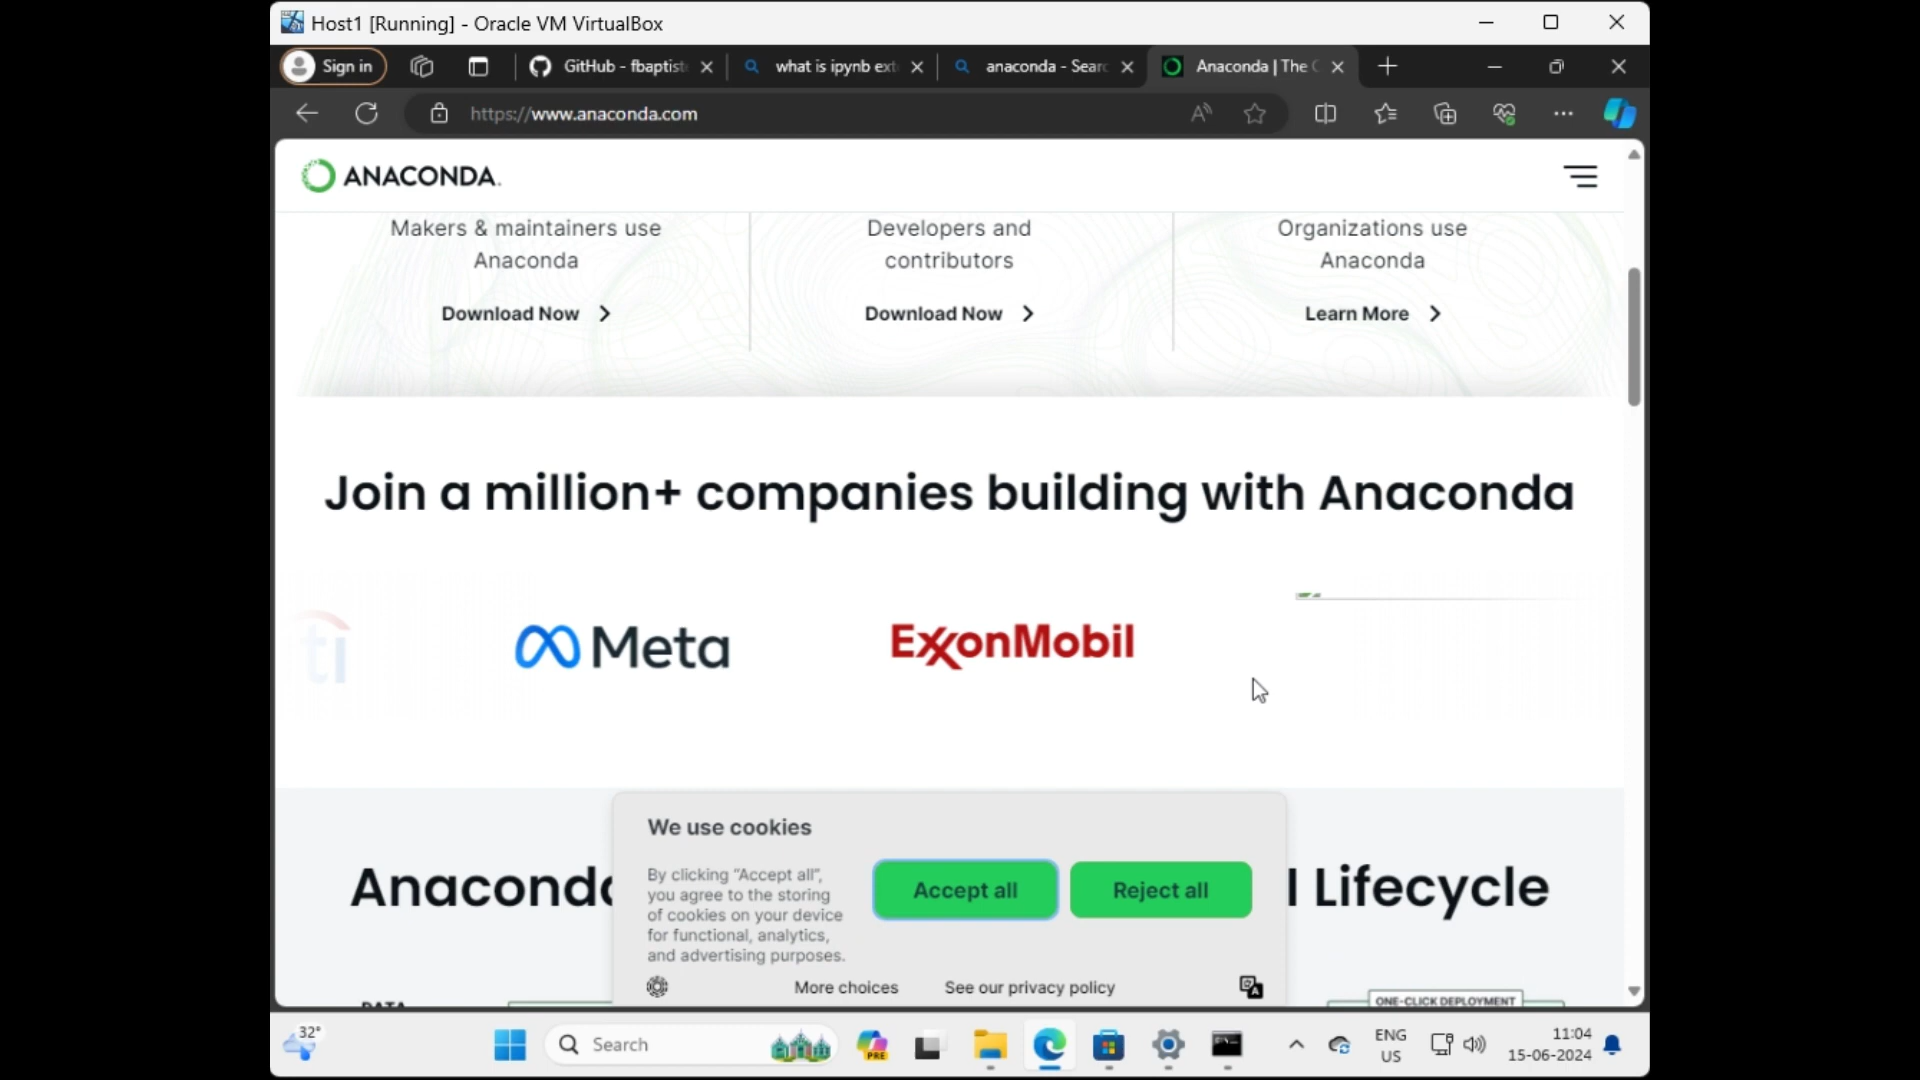 Host1 [Running] - Oracle VM VirtualBox
Sign in
GitHub - fbaptist
what is ipynb ext
anaconda - Searc
Anaconda | The C
https://www.anaconda.com
ANACONDA.
Makers & maintainers use
Anaconda
Download Now
Developers and
contributors
Download Now
Organizations use
Anaconda
Learn More
Join a million+ companies building with Anaconda
ti
Meta
ExxonMobil
Anaconda
l Lifecycle
We use cookies
By clicking “Accept all”,
you agree to the storing
of cookies on your device
for functional, analytics,
and advertising purposes.
Accept all
Reject all
More choices
See our privacy policy
DATA
ONE-CLICK DEPLOYMENT
32°
Search
PRE
ENG
US
11:04
15-06-2024